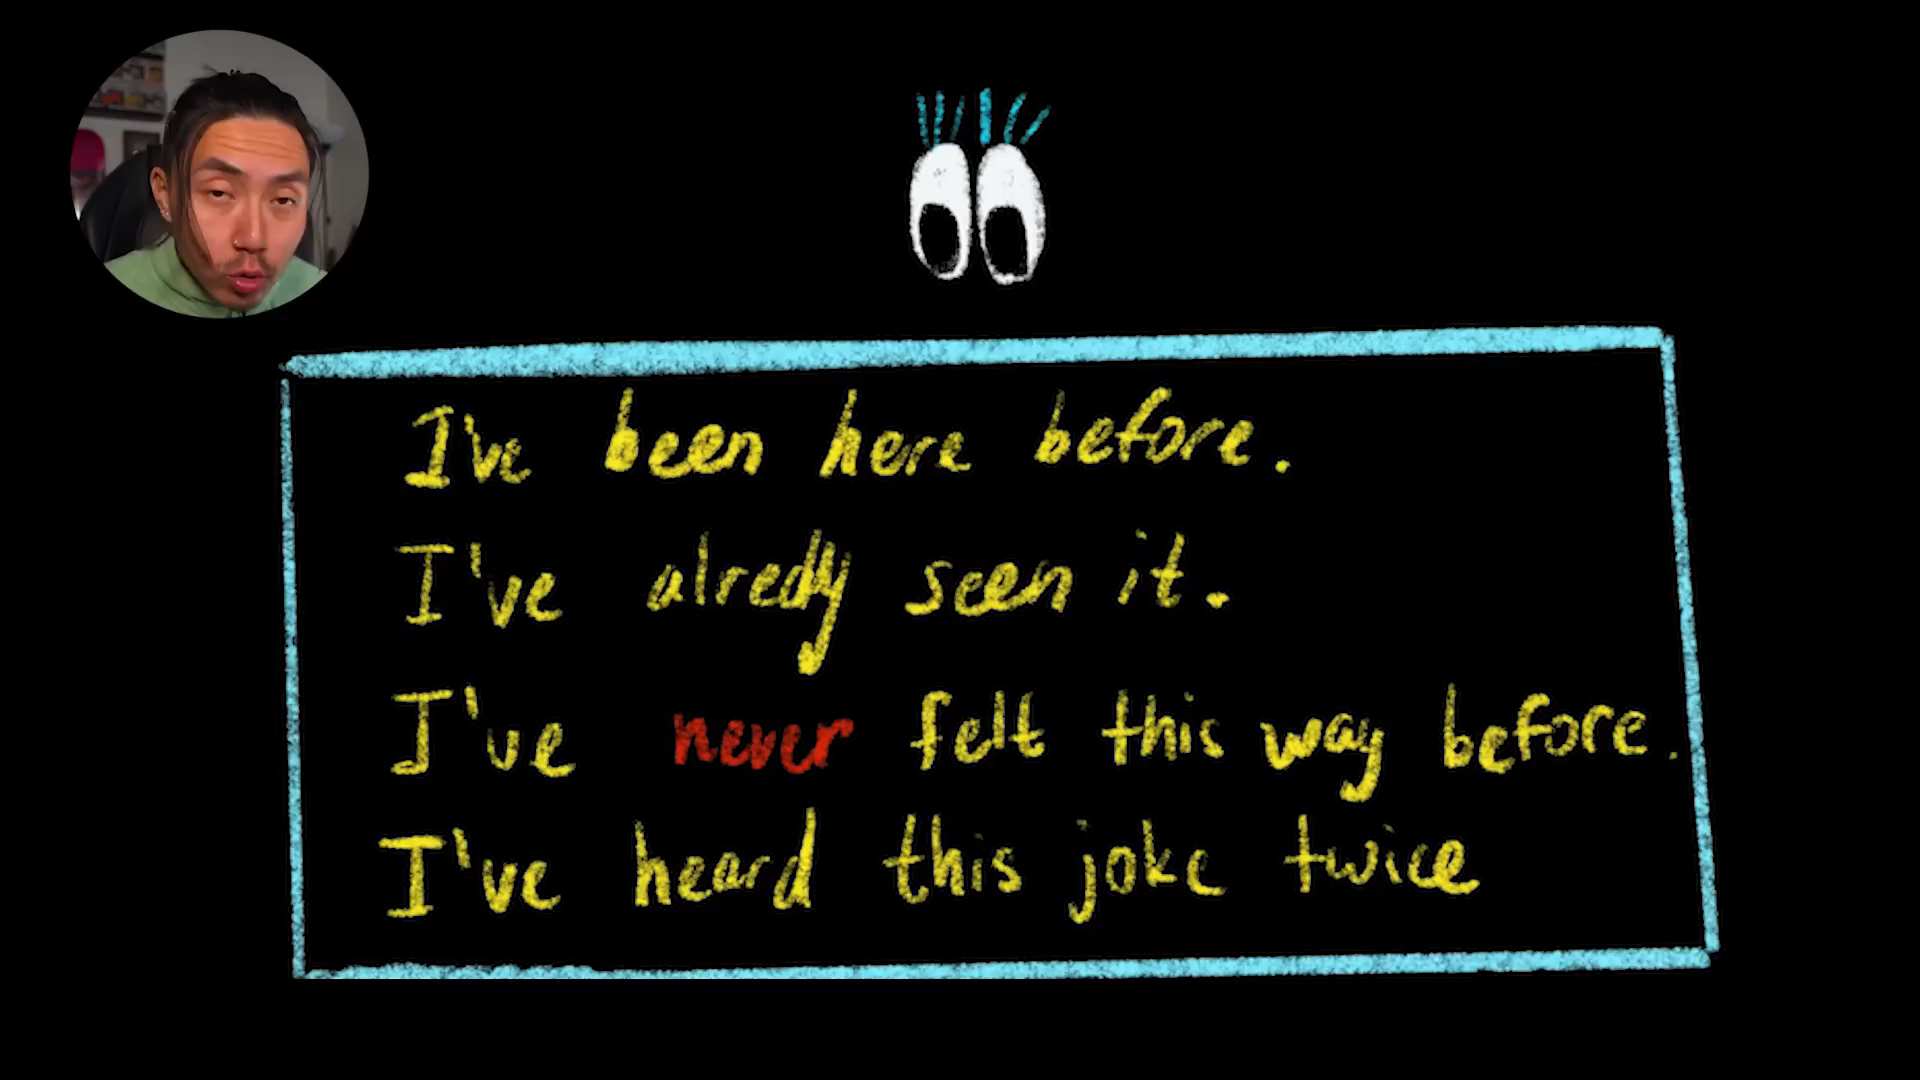 I've been here before.
I've alredy seen it.
I've never felt this way before.
I've heard this joke twice